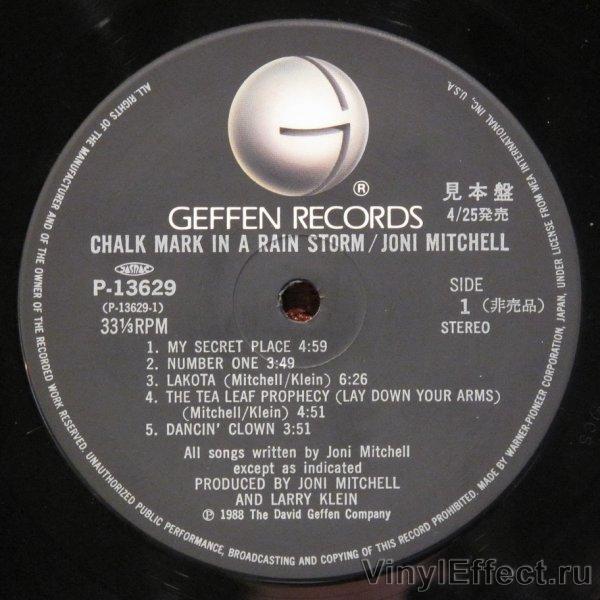 ®
GEFFEN RECORDS
見本盤
4/25発売
CHALK MARK IN A RAIN STORM / JONI MITCHELL
JASRAC
P-13629
(P-13629-1)
33⅓RPM
SIDE
1 (非売品)
STEREO
1. MY SECRET PLACE 4:59
2. NUMBER ONE 3:49
3. LAKOTA (Mitchell/Klein) 6:26
4. THE TEA LEAF PROPHECY (LAY DOWN YOUR ARMS)
(Mitchell/Klein) 4:51
5. DANCIN' CLOWN 3:51
All songs written by Joni Mitchell
except as indicated
PRODUCED BY JONI MITCHELL
AND LARRY KLEIN
℗ 1988 The David Geffen Company
ALL RIGHTS OF THE MANUFACTURER AND OF THE OWNER OF THE RECORDED WORK RESERVED. UNAUTHORIZED PUBLIC PERFORMANCE, BROADCASTING AND COPYING OF THIS RECORD PROHIBITED. MADE BY WARNER-PIONEER CORPORATION, JAPAN, UNDER LICENSE FROM WEA INTERNATIONAL INC., U.S.A.
VinylEffect.ru